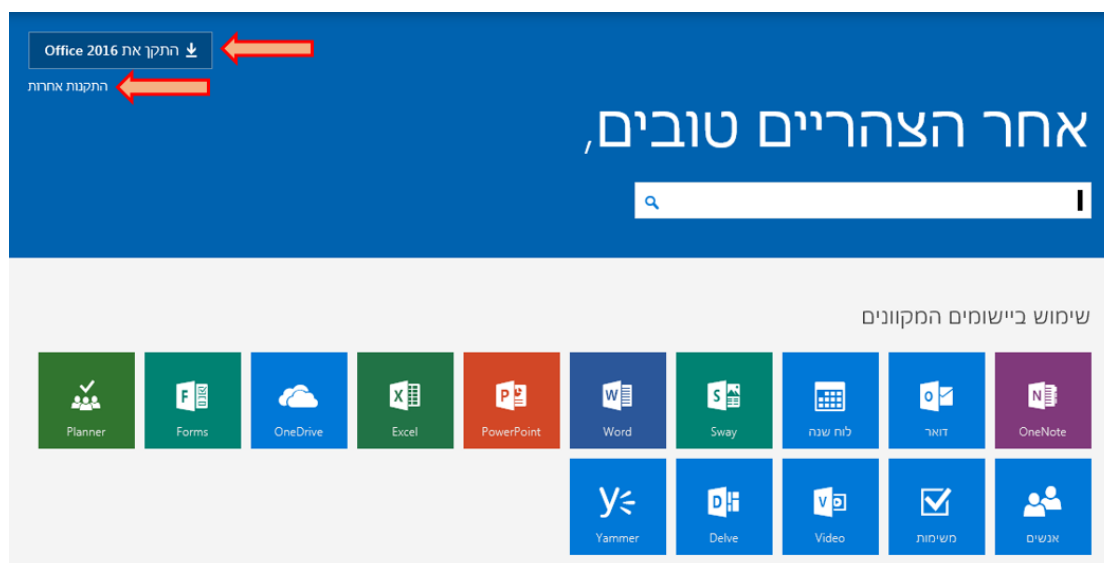 התקן את Office 2016
התקנות אחרות
אחר הצהריים טובים,
שימוש ביישומים המקוונים
OneNote דואר לוח שנה Sway Word PowerPoint Excel OneDrive Forms Planner
אנשים משימות Video Delve Yammer